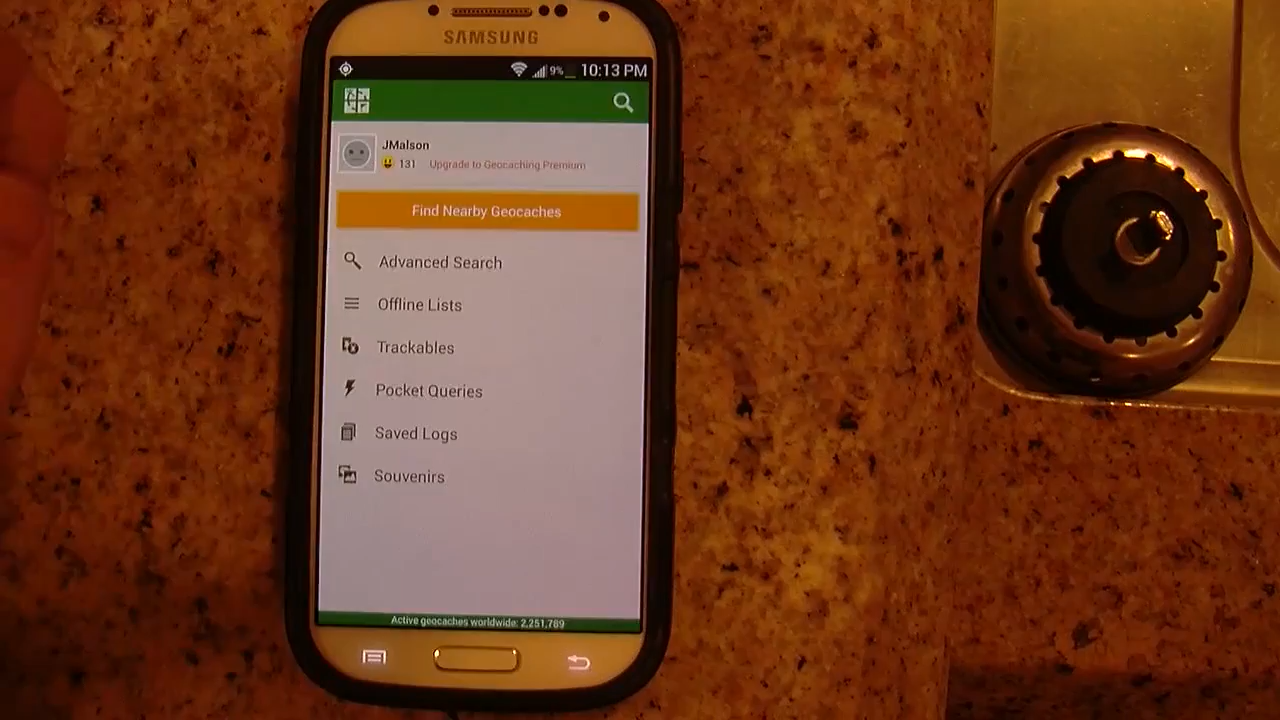 SAMSUNG
9% 10:13 PM
JMalson
131 Upgrade to Geocaching Premium
Find Nearby Geocaches
Advanced Search
Offline Lists
Trackables
Pocket Queries
Saved Logs
Souvenirs
Active geocaches worldwide: 2,251,789